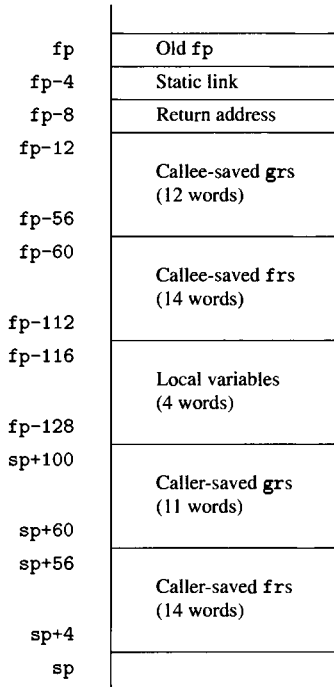 fp Old fp
fp-4 Static link
fp-8 Return address
fp-12
Callee-saved grs
(12 words)
fp-56
fp-60
Callee-saved frs
(14 words)
fp-112
fp-116
Local variables
(4 words)
fp-128
sp+100
Caller-saved grs
(11 words)
sp+60
sp+56
Caller-saved frs
(14 words)
sp+4
sp